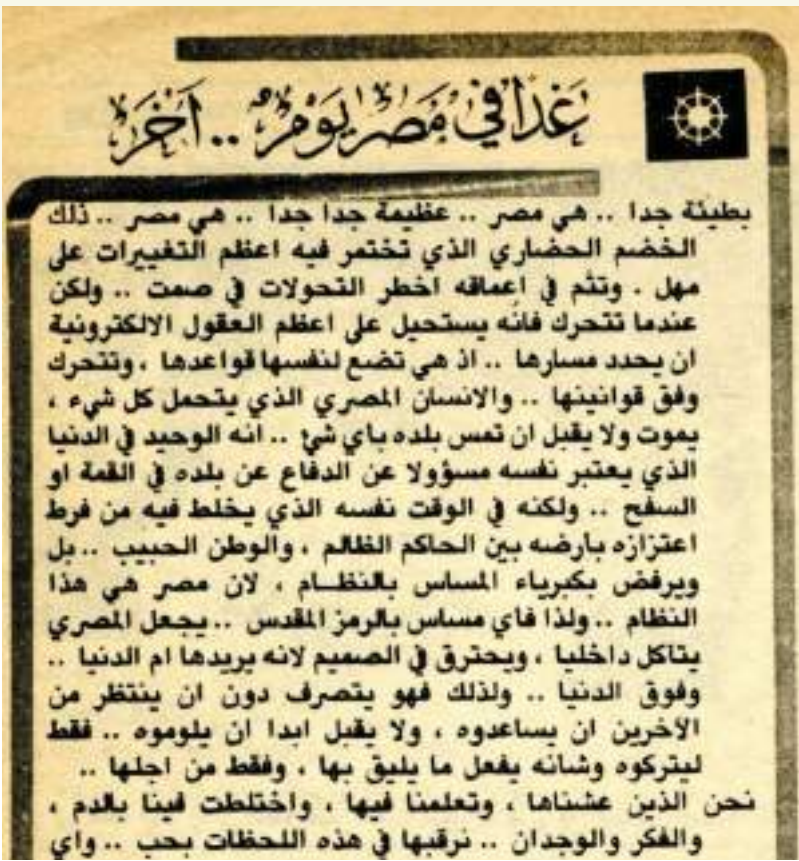 غَدًا في مَصر يَوْمٌ .. آخَر
بطيئة جدا .. هي مصر .. عظيمة جدا جدا .. هي مصر .. ذلك
الخضم الحضاري الذي تختمر فيه اعظم التغييرات على
مهل . وتتم في اعماقه اخطر التحولات في صمت .. ولكن
عندما تتحرك فانه يستحيل على اعظم العقول الالكترونية
ان يحدد مسارها .. اذ هي تضع لنفسها قواعدها ، وتتحرك
وفق قوانينها .. والانسان المصري الذي يتحمل كل شيء ،
يموت ولا يقبل ان تمس بلده باي شئ .. انه الوحيد في الدنيا
الذي يعتبر نفسه مسؤولا عن الدفاع عن بلده في القمة او
السفح .. ولكنه في الوقت نفسه الذي يخلط فيه من فرط
اعتزازه بارضه بين الحاكم الظالم ، والوطن الحبيب .. بل
ويرفض بكبرياء المساس بالنظـام ، لان مصر هي هذا
النظام .. ولذا فاي مساس بالرمز المقدس .. يجعل المصري
يتاكل داخليا ، ويحترق في الصميم لانه يريدها ام الدنيا ..
وفوق الدنيا .. ولذلك فهو يتصرف دون ان ينتظر من
الآخرين ان يساعدوه ، ولا يقبل ابدا ان يلوموه .. فقط
ليتركوه وشانه يفعل ما يليق بها ، وفقط من اجلها ..
نحن الذين عشناها ، وتعلمنا فيها ، واختلطت فينا بالدم ،
والفكر والوجدان .. نرقبها في هذه اللحظات بحب .. واي